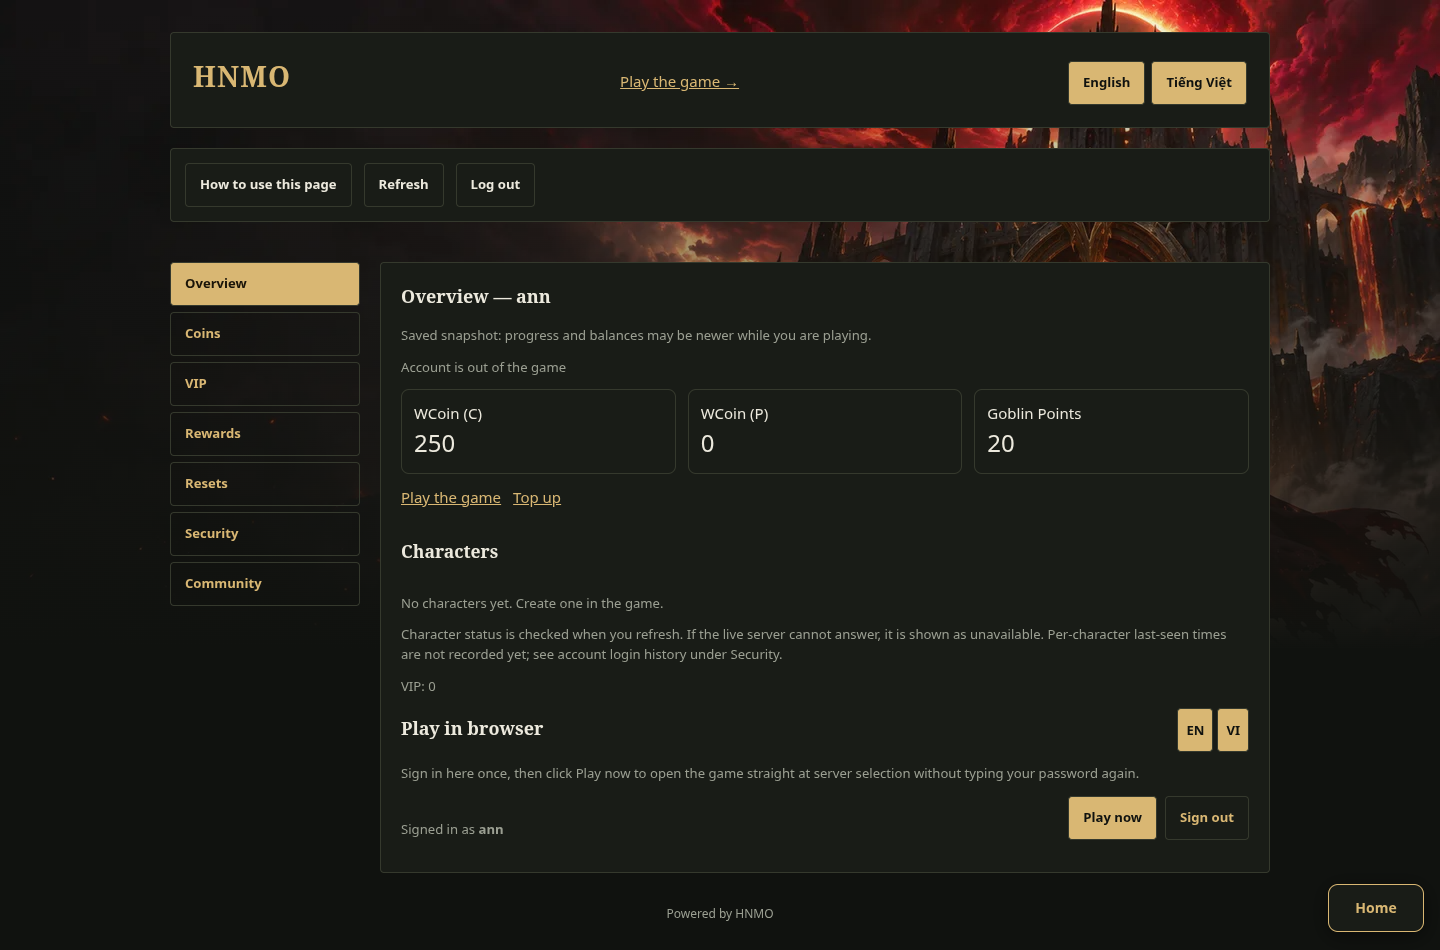 HNMO
Play the game →
English
Tiếng Việt
How to use this page
Refresh
Log out
Overview
Coins
VIP
Rewards
Resets
Security
Community
Overview — ann
Saved snapshot: progress and balances may be newer while you are playing.
Account is out of the game
WCoin (C)
250
WCoin (P)
0
Goblin Points
20
Play the game
Top up
Characters
No characters yet. Create one in the game.
Character status is checked when you refresh. If the live server cannot answer, it is shown as unavailable. Per-character last-seen times
are not recorded yet; see account login history under Security.
VIP: 0
Play in browser
EN
VI
Sign in here once, then click Play now to open the game straight at server selection without typing your password again.
Signed in as ann
Play now
Sign out
Powered by HNMO
Home